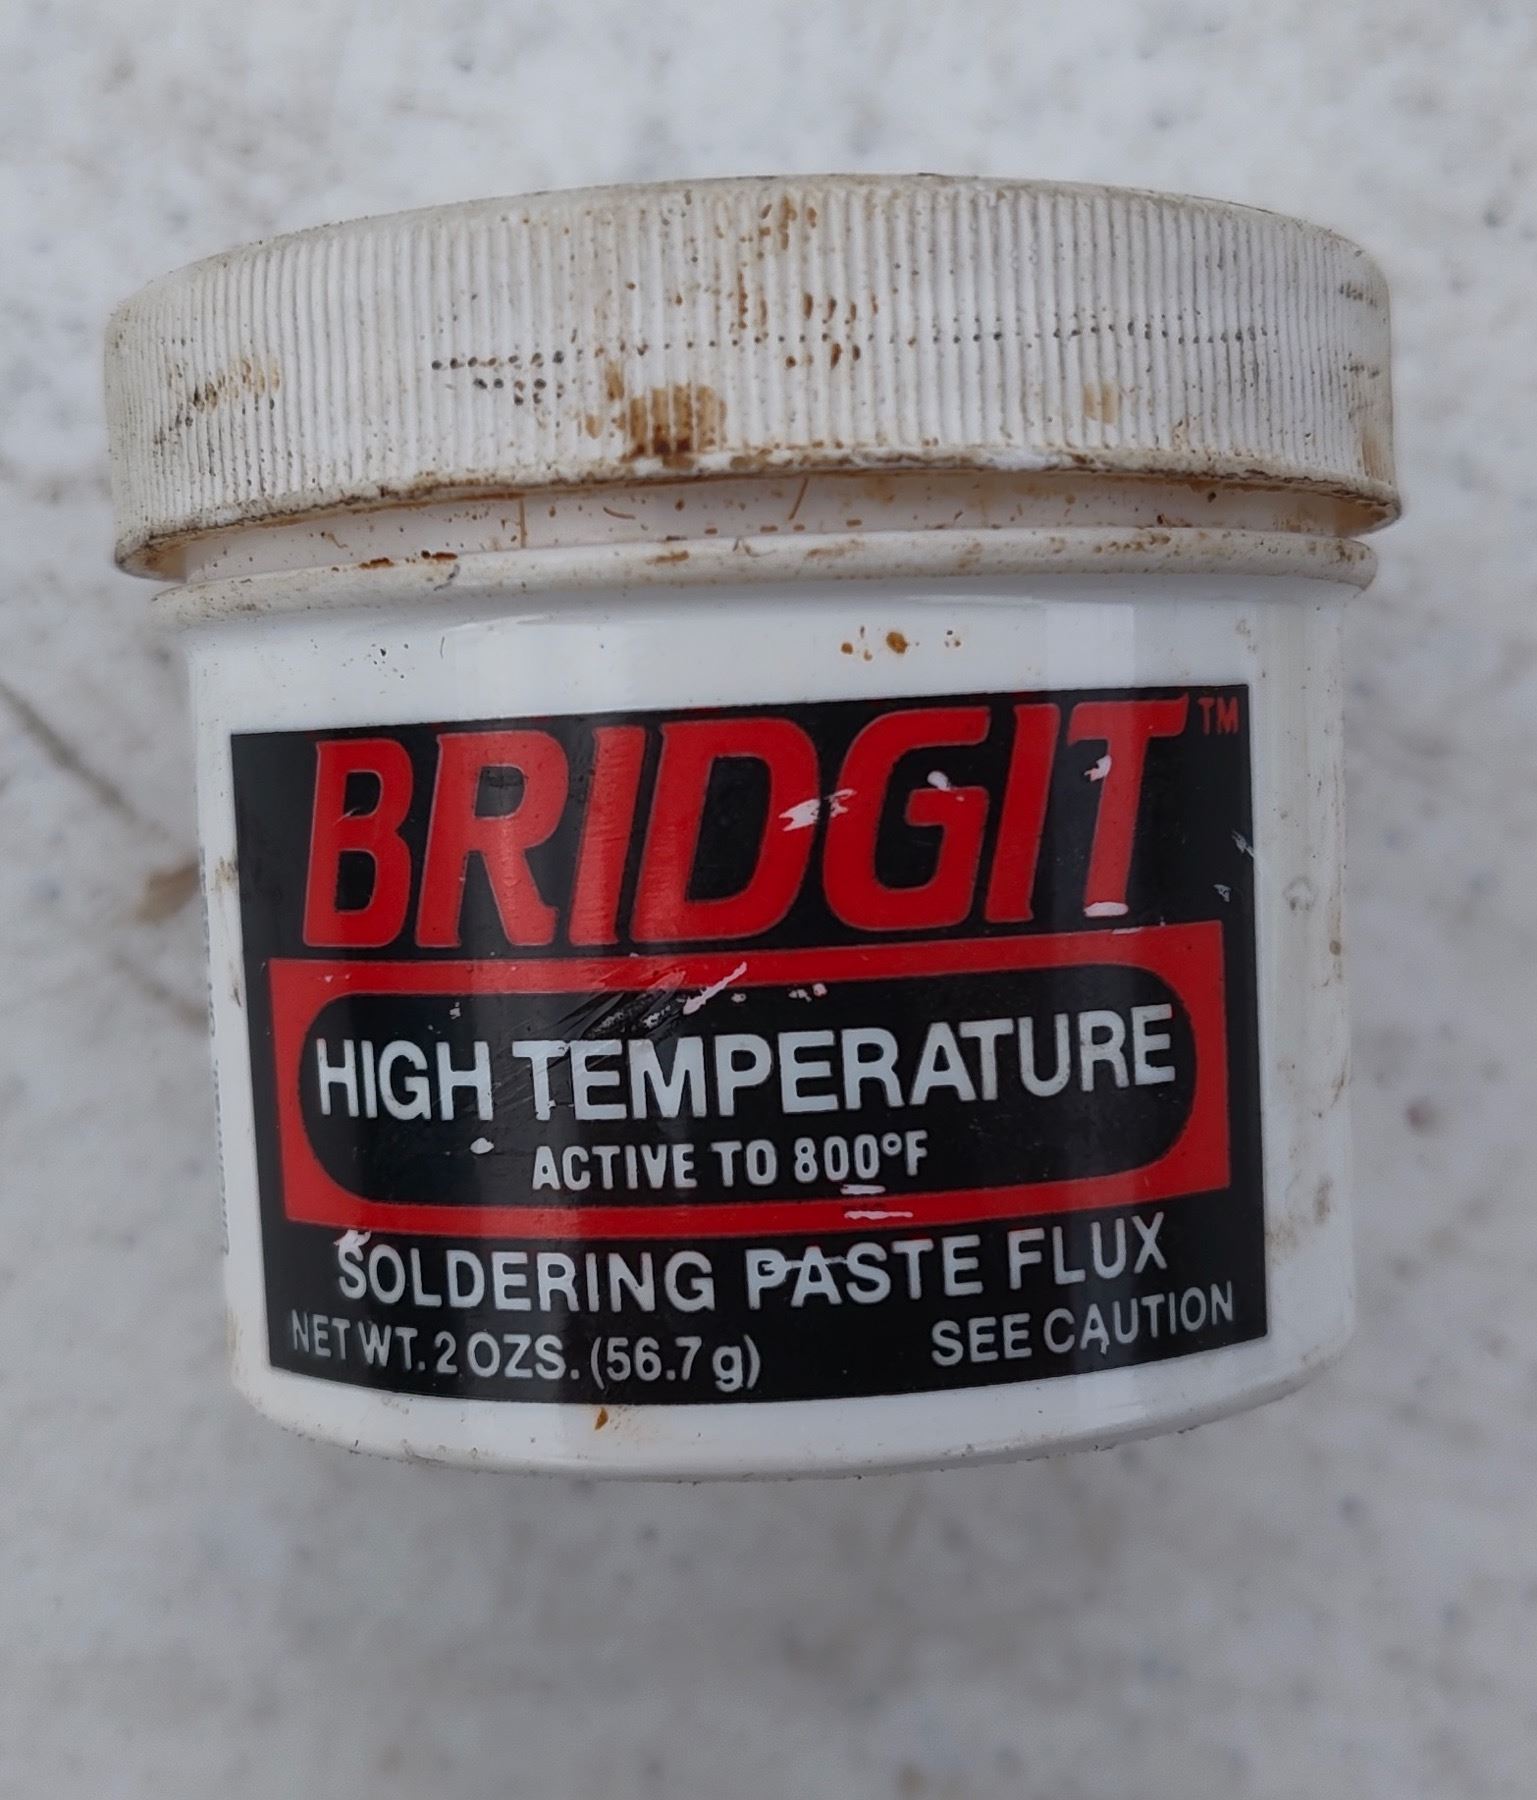 BRIDGIT™
HIGH TEMPERATURE
ACTIVE TO 800°F
SOLDERING PASTE FLUX
NET WT. 2 OZS. (56.7 g) SEE CAUTION